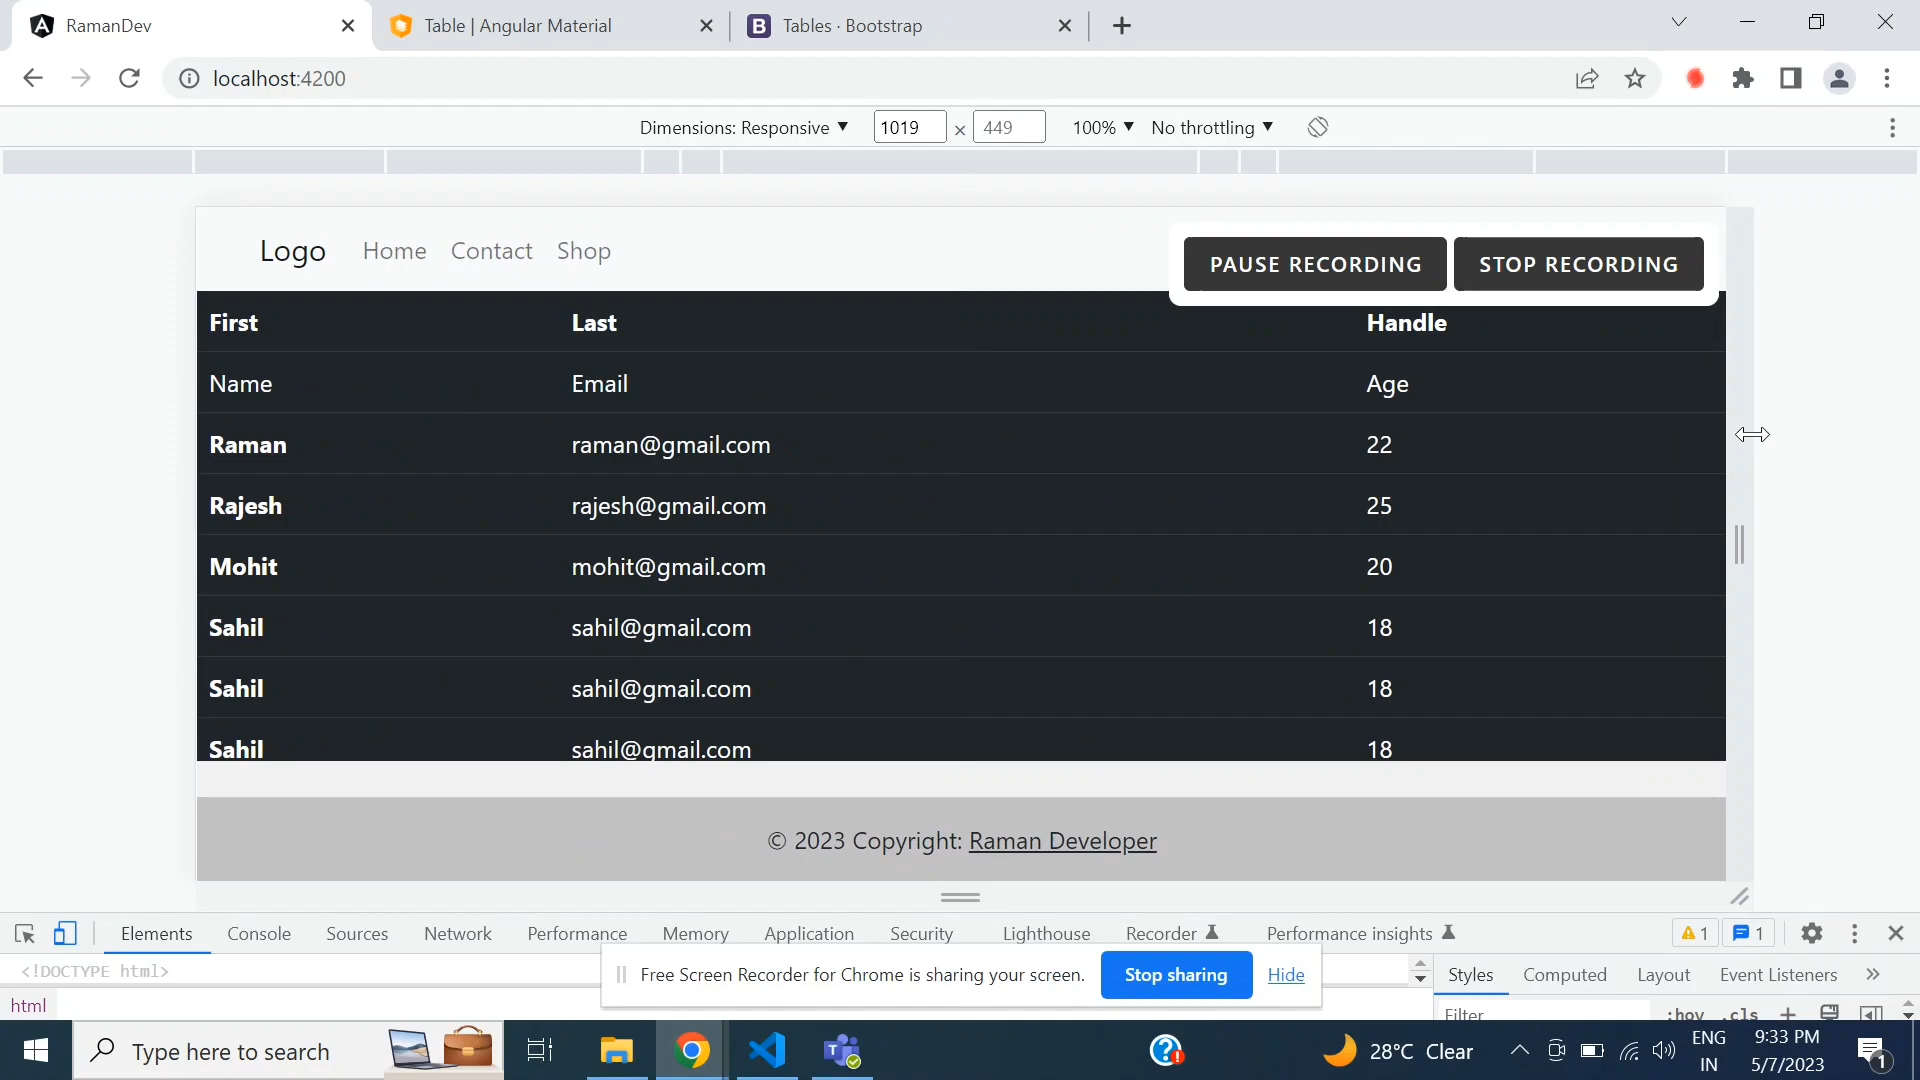 RamanDev
Table | Angular Material
B Tables · Bootstrap
localhost:4200
Dimensions: Responsive 1019 × 449 100% No throttling
Logo Home Contact Shop
PAUSE RECORDING STOP RECORDING
First Last Handle
Name Email Age
Raman raman@gmail.com 22
Rajesh rajesh@gmail.com 25
Mohit mohit@gmail.com 20
Sahil sahil@gmail.com 18
Sahil sahil@gmail.com 18
Sahil sahil@gmail.com 18
© 2023 Copyright: Raman Developer
Elements Console Sources Network Performance Memory Application Security Lighthouse Recorder Performance insights 1 1
<!DOCTYPE html>
Free Screen Recorder for Chrome is sharing your screen. Stop sharing Hide
Styles Computed Layout Event Listeners »
html
Filter :hov .cls +
Type here to search
28°C Clear
ENG
IN
9:33 PM
5/7/2023
1